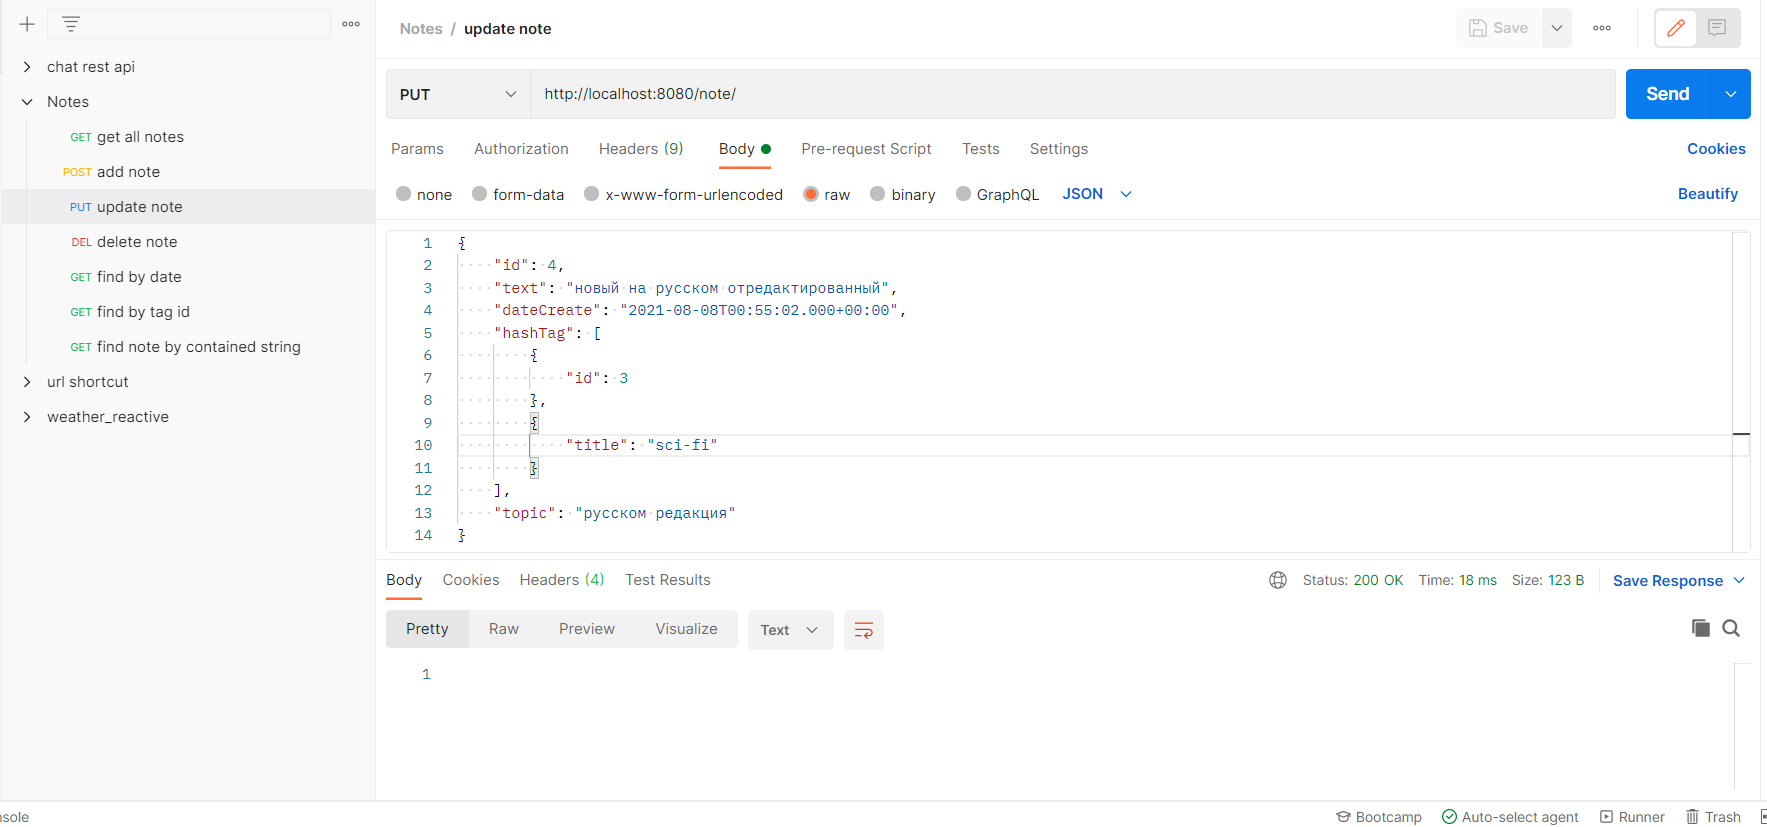 Notes / update note
Save
chat rest api
Notes
GET get all notes
POST add note
PUT update note
DEL delete note
GET find by date
GET find by tag id
GET find note by contained string
url shortcut
weather_reactive
PUT http://localhost:8080/note/ Send
Params Authorization Headers (9) Body Pre-request Script Tests Settings Cookies
none form-data x-www-form-urlencoded raw binary GraphQL JSON Beautify
1 {
2 "id": 4,
3 "text": "новый на русском отредактированный",
4 "dateCreate": "2021-08-08T00:55:02.000+00:00",
5 "hashTag": [
6 {
7 "id": 3
8 },
9 {
10 "title": "sci-fi"
11 }
12 ],
13 "topic": "русском редакция"
14 }
Body Cookies Headers (4) Test Results Status: 200 OK Time: 18 ms Size: 123 B Save Response
Pretty Raw Preview Visualize Text
1
nsole Bootcamp Auto-select agent Runner Trash